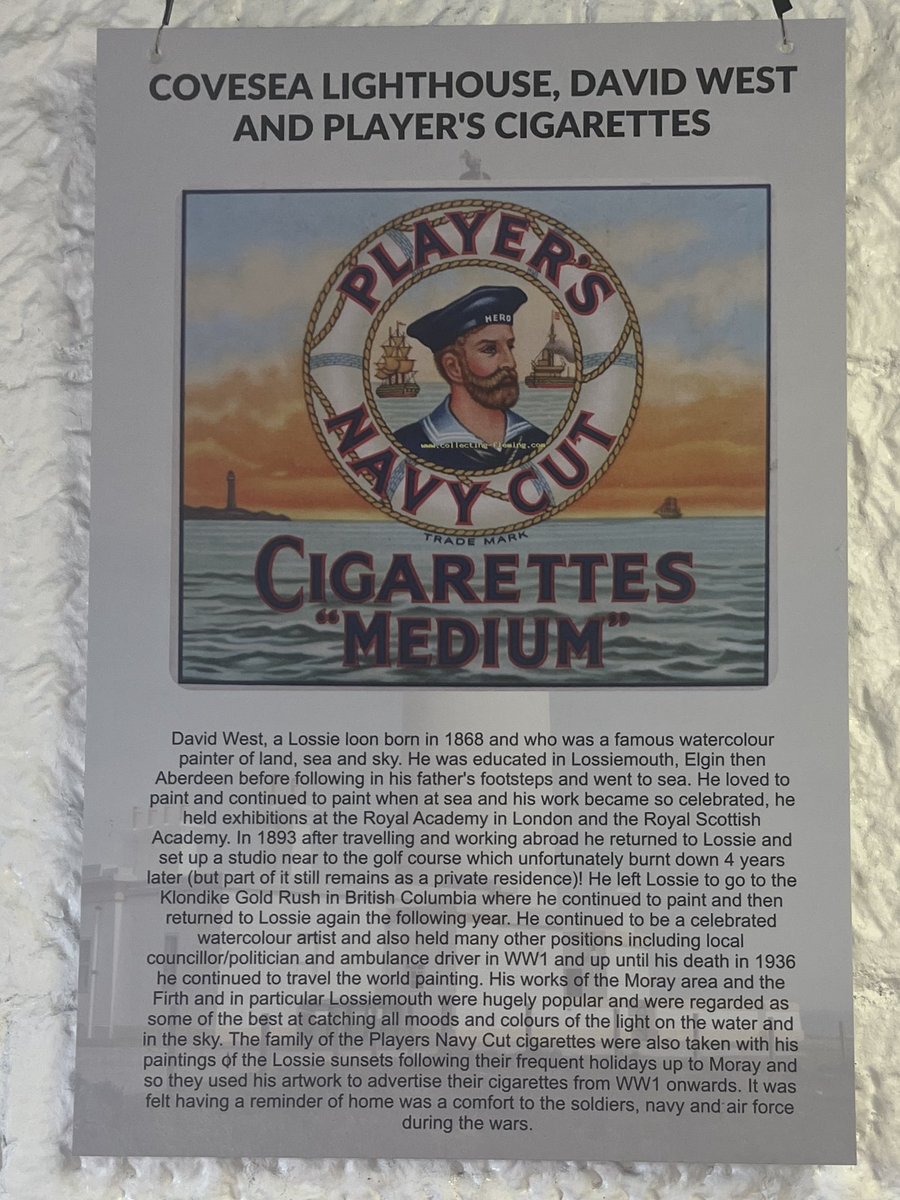 COVESEA LIGHTHOUSE, DAVID WEST
AND PLAYER'S CIGARETTES
PLAYER'S
HERO
www.collecting-fleming.com
NAVY CUT
TRADE MARK
CIGARETTES
"MEDIUM"
David West, a Lossie loon born in 1868 and who was a famous watercolour
painter of land, sea and sky. He was educated in Lossiemouth, Elgin then
Aberdeen before following in his father's footsteps and went to sea. He loved to
paint and continued to paint when at sea and his work became so celebrated, he
held exhibitions at the Royal Academy in London and the Royal Scottish
Academy. In 1893 after travelling and working abroad he returned to Lossie and
set up a studio near to the golf course which unfortunately burnt down 4 years
later (but part of it still remains as a private residence)! He left Lossie to go to the
Klondike Gold Rush in British Columbia where he continued to paint and then
returned to Lossie again the following year. He continued to be a celebrated
watercolour artist and also held many other positions including local
councillor/politician and ambulance driver in WW1 and up until his death in 1936
he continued to travel the world painting. His works of the Moray area and the
Firth and in particular Lossiemouth were hugely popular and were regarded as
some of the best at catching all moods and colours of the light on the water and
in the sky. The family of the Players Navy Cut cigarettes were also taken with his
paintings of the Lossie sunsets following their frequent holidays up to Moray and
so they used his artwork to advertise their cigarettes from WW1 onwards. It was
felt having a reminder of home was a comfort to the soldiers, navy and air force
during the wars.